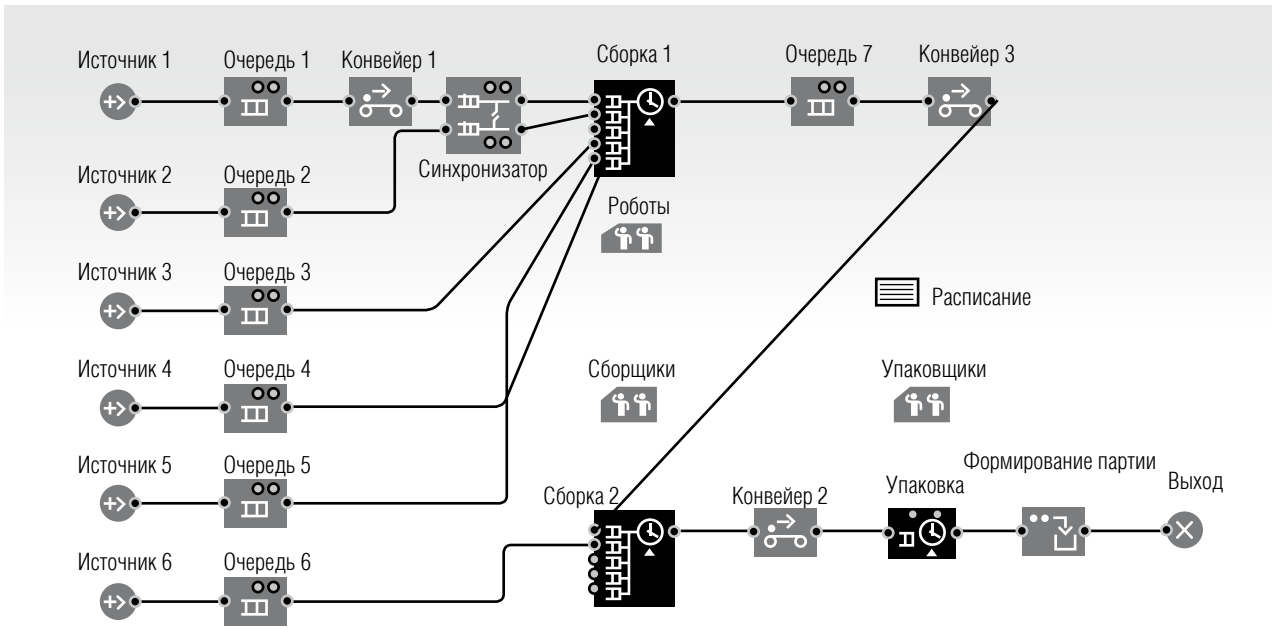 Источник 1
Очередь 1
Конвейер 1
Сборка 1
Очередь 7
Конвейер 3
Синхронизатор
Источник 2
Очередь 2
Роботы
Источник 3
Очередь 3
Расписание
Источник 4
Очередь 4
Сборщики
Упаковщики
Источник 5
Очередь 5
Сборка 2
Конвейер 2
Упаковка
Формирование партии
Выход
Источник 6
Очередь 6